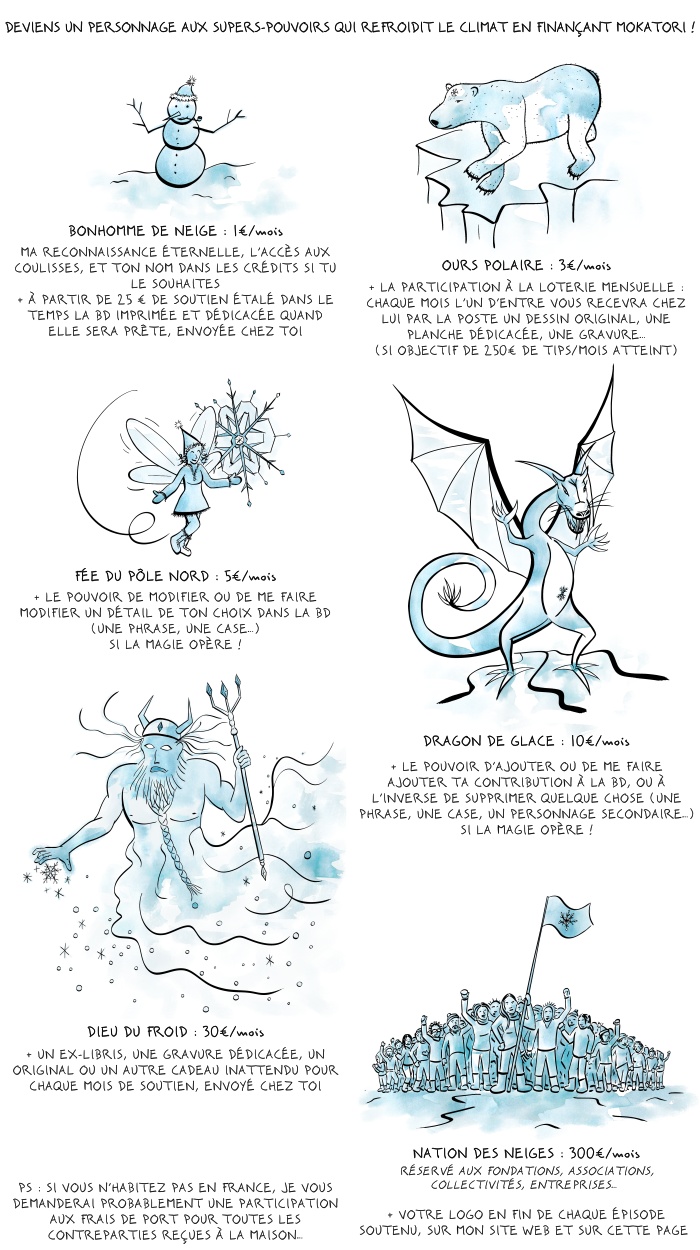 DEVIENS UN PERSONNAGE AUX SUPERS-POUVOIRS QUI REFROIDIT LE CLIMAT EN FINANÇANT MOKATORI !
BONHOMME DE NEIGE : 1€/mois
MA RECONNAISSANCE ÉTERNELLE, L'ACCÈS AUX
COULISSES, ET TON NOM DANS LES CRÉDITS SI TU
LE SOUHAITES
+ À PARTIR DE 25 € DE SOUTIEN ÉTALÉ DANS LE
TEMPS LA BD IMPRIMÉE ET DÉDICACÉE QUAND
ELLE SERA PRÊTE, ENVOYÉE CHEZ TOI
OURS POLAIRE : 3€/mois
+ LA PARTICIPATION À LA LOTERIE MENSUELLE :
CHAQUE MOIS L'UN D'ENTRE VOUS RECEVRA CHEZ
LUI PAR LA POSTE UN DESSIN ORIGINAL, UNE
PLANCHE DÉDICACÉE, UNE GRAVURE...
(SI OBJECTIF DE 250€ DE TIPS/MOIS ATTEINT)
FÉE DU PÔLE NORD : 5€/mois
+ LE POUVOIR DE MODIFIER OU DE ME FAIRE
MODIFIER UN DÉTAIL DE TON CHOIX DANS LA BD
(UNE PHRASE, UNE CASE...)
SI LA MAGIE OPÈRE !
DRAGON DE GLACE : 10€/mois
+ LE POUVOIR D'AJOUTER OU DE ME FAIRE
AJOUTER TA CONTRIBUTION À LA BD, OU À
L'INVERSE DE SUPPRIMER QUELQUE CHOSE (UNE
PHRASE, UNE CASE, UN PERSONNAGE SECONDAIRE...)
SI LA MAGIE OPÈRE !
DIEU DU FROID : 30€/mois
+ UN EX-LIBRIS, UNE GRAVURE DÉDICACÉE, UN
ORIGINAL OU UN AUTRE CADEAU INATTENDU POUR
CHAQUE MOIS DE SOUTIEN, ENVOYÉ CHEZ TOI
NATION DES NEIGES : 300€/mois
RÉSERVÉ AUX FONDATIONS, ASSOCIATIONS,
COLLECTIVITÉS, ENTREPRISES...
+ VOTRE LOGO EN FIN DE CHAQUE ÉPISODE
SOUTENU, SUR MON SITE WEB ET SUR CETTE PAGE
PS : SI VOUS N'HABITEZ PAS EN FRANCE, JE VOUS
DEMANDERAI PROBABLEMENT UNE PARTICIPATION
AUX FRAIS DE PORT POUR TOUTES LES
CONTREPARTIES REÇUES À LA MAISON...